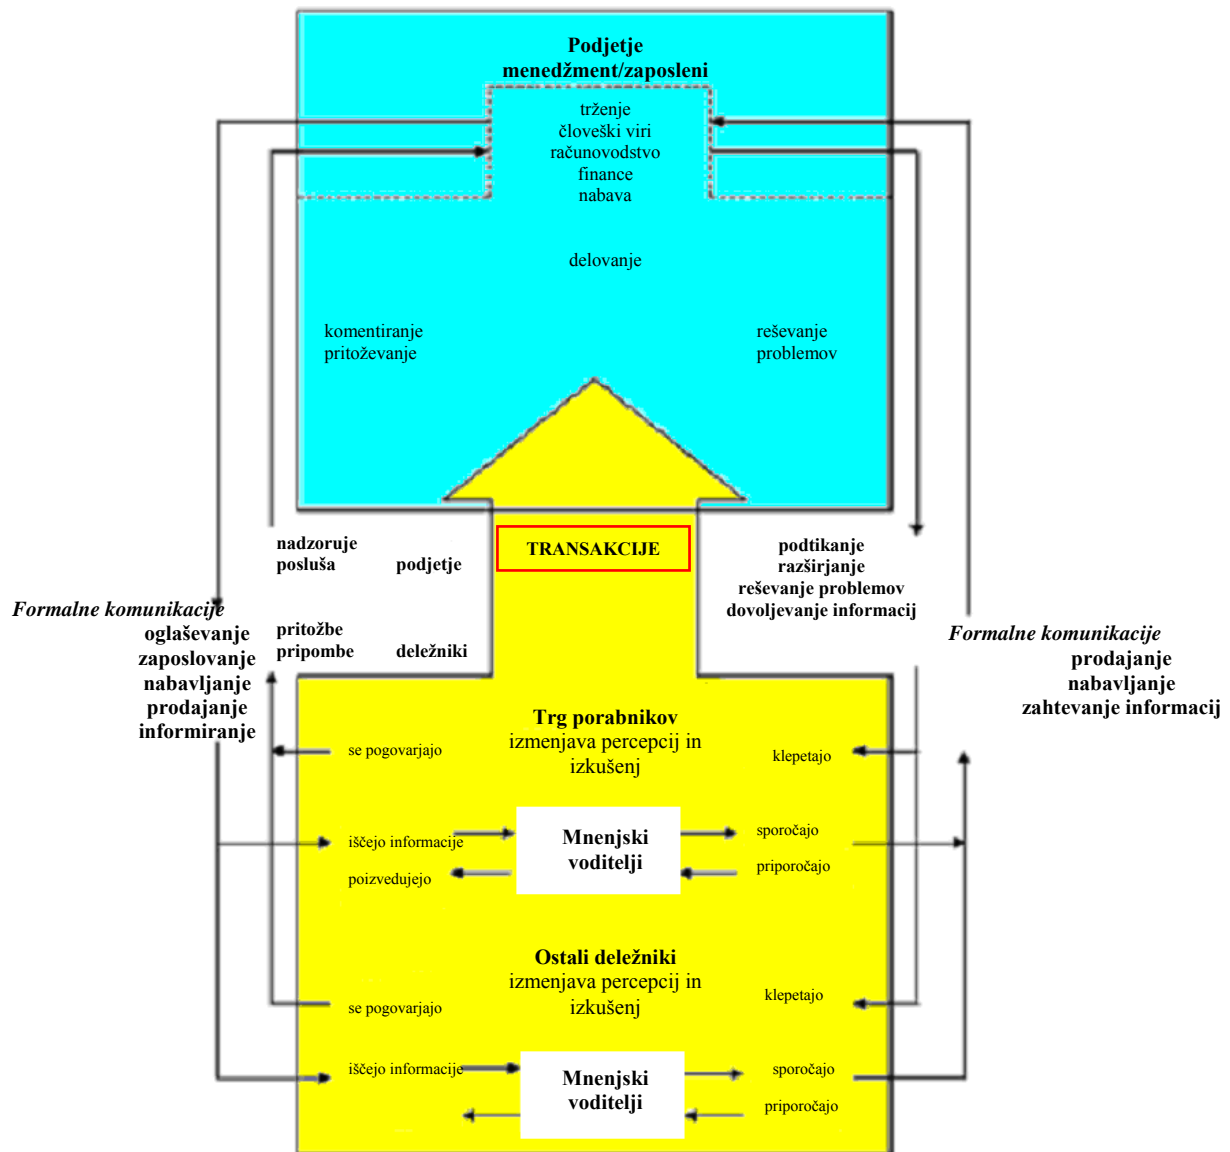 Podjetje
menedžment/zaposleni
trženje
človeški viri
računovodstvo
finance
nabava
delovanje
komentiranje
pritoževanje
reševanje
problemov
nadzoruje
posluša podjetje
TRANSAKCIJE
podtikanje
razširjanje
reševanje problemov
dovoljevanje informacij
Formalne komunikacije
oglaševanje
zaposlovanje
nabavljanje
prodajanje
informiranje
pritožbe
pripombe deležniki
Formalne komunikacije
prodajanje
nabavljanje
zahtevanje informacij
Trg porabnikov
izmenjava percepcij in
izkušenj
se pogovarjajo
klepetajo
iščejo informacije
poizvedujejo
Mnenjski
voditelji
sporočajo
priporočajo
Ostali deležniki
izmenjava percepcij in
izkušenj
se pogovarjajo
klepetajo
iščejo informacije
Mnenjski
voditelji
sporočajo
priporočajo